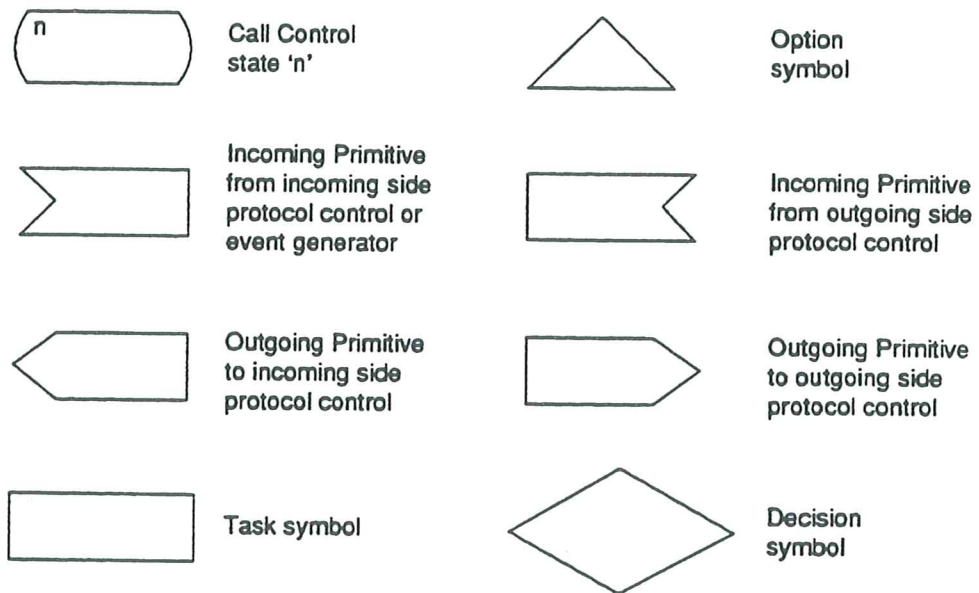 n
Call Control
state ‘n’
Option
symbol
Incoming Primitive
from incoming side
protocol control or
event generator
Incoming Primitive
from outgoing side
protocol control
Outgoing Primitive
to incoming side
protocol control
Outgoing Primitive
to outgoing side
protocol control
Task symbol
Decision
symbol